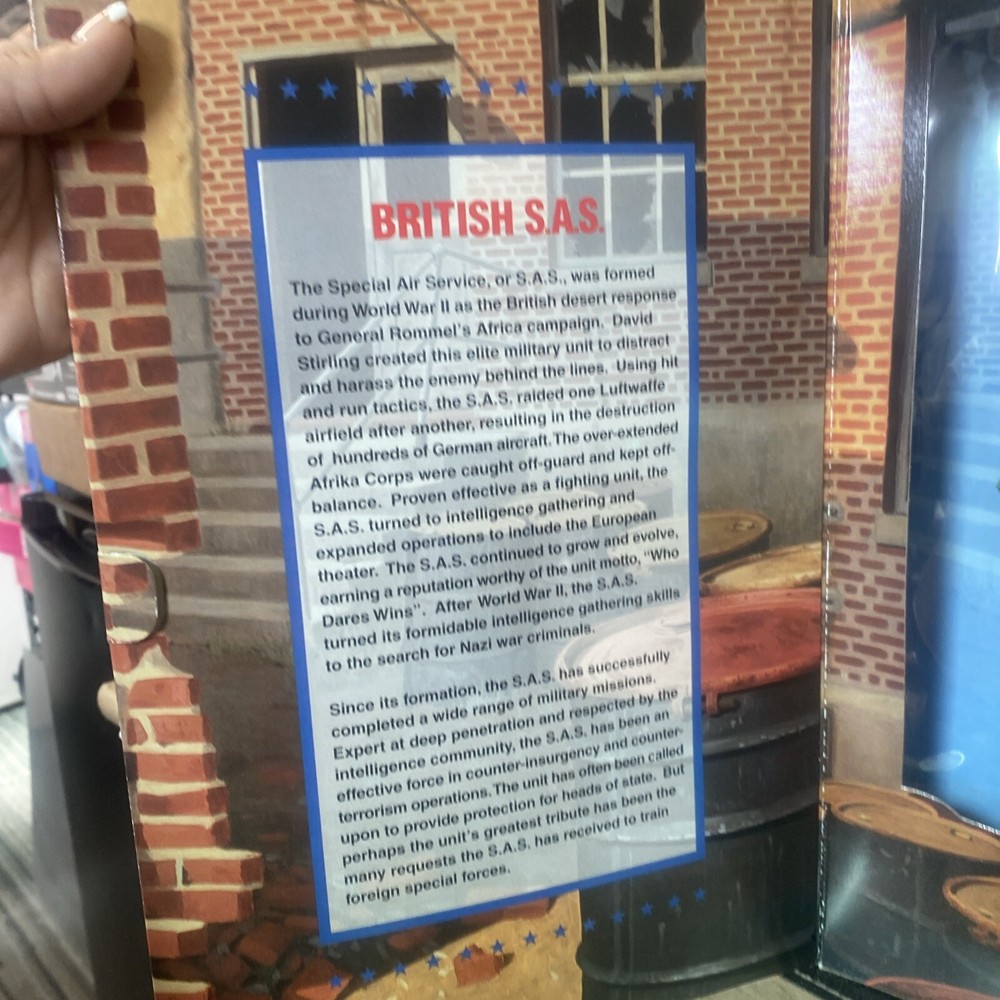 BRITISH S.A.S.
The Special Air Service, or S.A.S., was formed
during World War II as the British desert response
to General Rommel's Africa campaign. David
Stirling created this elite military unit to distract
and harass the enemy behind the lines. Using hit
and run tactics, the S.A.S. raided one Luftwaffe
airfield after another, resulting in the destruction
of hundreds of German aircraft. The over-extended
Afrika Corps were caught off-guard and kept off-
balance. Proven effective as a fighting unit, the
S.A.S. turned to intelligence gathering and
expanded operations to include the European
theater. The S.A.S. continued to grow and evolve,
earning a reputation worthy of the unit motto, "Who
Dares Wins". After World War II, the S.A.S.
turned its formidable intelligence gathering skills
to the search for Nazi war criminals.
Since its formation, the S.A.S. has successfully
completed a wide range of military missions.
Expert at deep penetration and respected by the
intelligence community, the S.A.S. has been an
effective force in counter-insurgency and counter-
terrorism operations. The unit has often been called
upon to provide protection for heads of state. But
perhaps the unit's greatest tribute has been the
many requests the S.A.S. has received to train
foreign special forces.